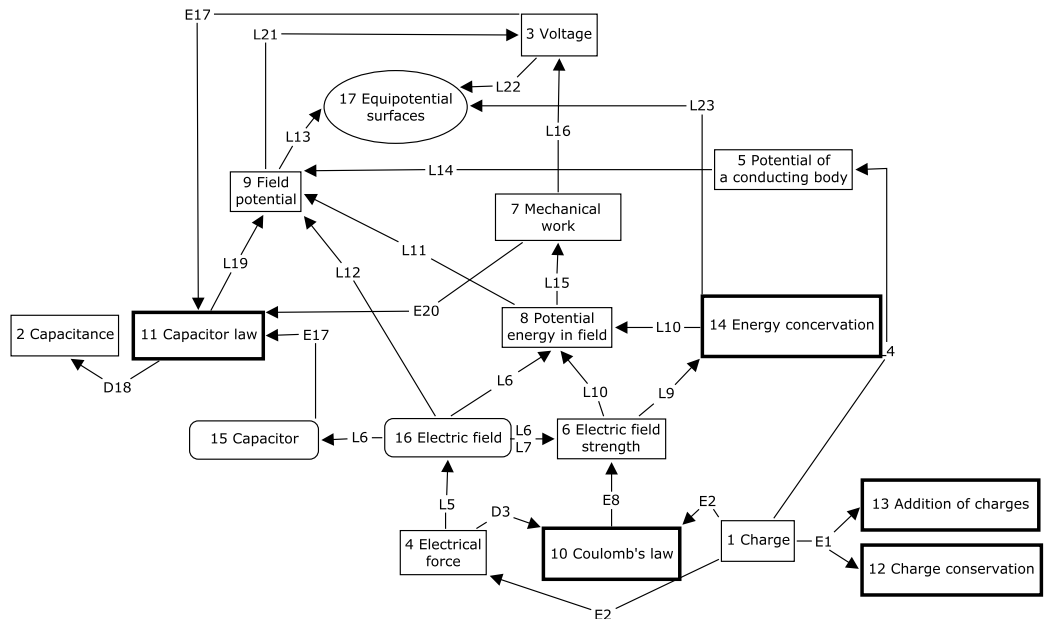 E17
3 Voltage
L21
L22
17 Equipotential
surfaces
L23
L13
L16
5 Potential of
a conducting body
L14
9 Field
potential
7 Mechanical
work
L11
L19
L12
L15
E20
8 Potential
energy in field
L10
14 Energy concervation
2 Capacitance
11 Capacitor law
E17
L4
D18
L6
L10
L9
15 Capacitor
L6
16 Electric field
L6
L7
6 Electric field
strength
L5
D3
E8
E2
13 Addition of charges
4 Electrical
force
10 Coulomb's law
1 Charge
E1
12 Charge conservation
E2